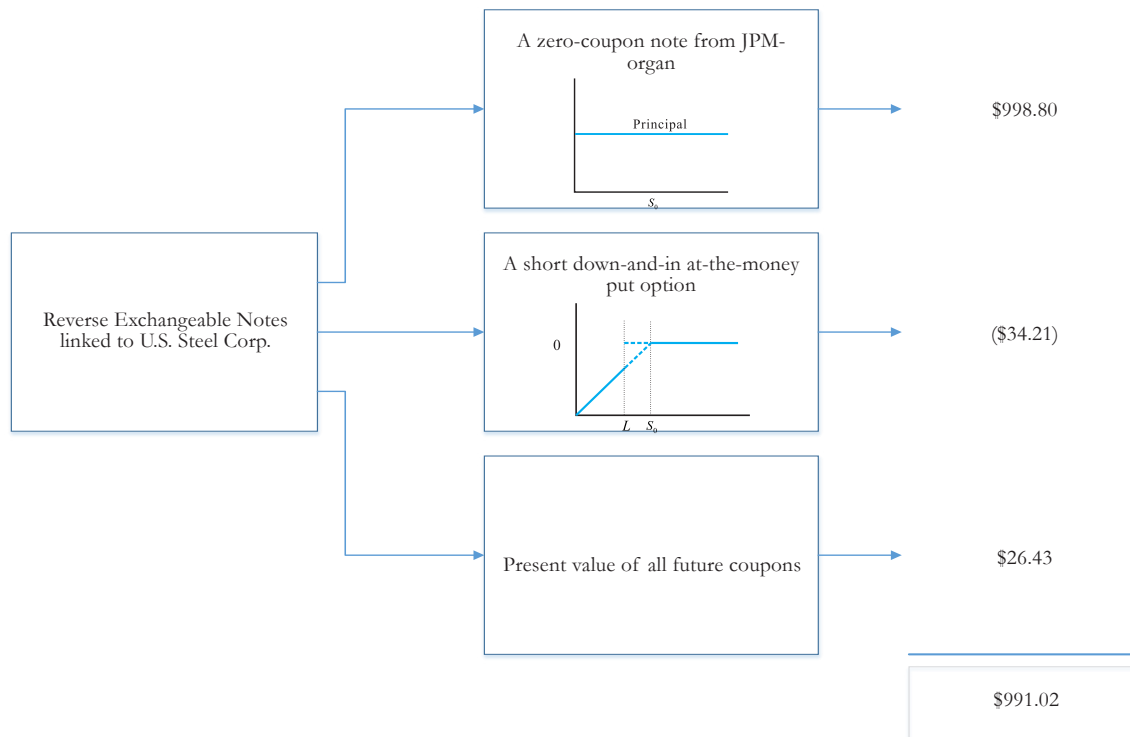 A zero-coupon note from JPM-
organ
Principal
S₀
$998.80
Reverse Exchangeable Notes
linked to U.S. Steel Corp.
A short down-and-in at-the-money
put option
0
L S₀
($34.21)
Present value of all future coupons
$26.43
$991.02